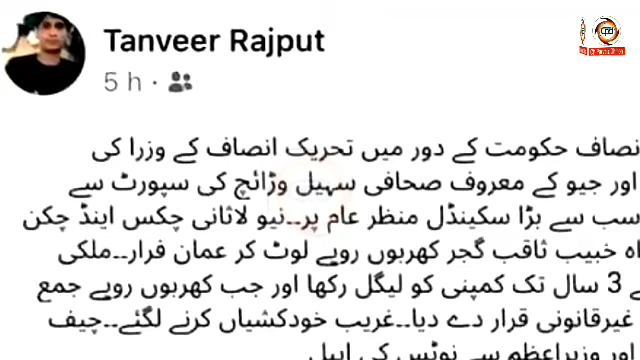 Tanveer Rajput
5 h ·
نصاف حکومت کے دور میں تحریک انصاف کے وزرا کی
اور جیو کے معروف صحافی سہیل وڑائچ کی سپورٹ سے
سب سے بڑا سکینڈل منظر عام پر۔۔نیو لاثانی چکس اینڈ چکن
اہ خبیب ثاقب گجر کھربوں روپے لوٹ کر عمان فرار۔۔ملکی
ے 3 سال تک کمپنی کو لیگل رکھا اور جب کھربوں روپے جمع
غیرقانونی قرار دے دیا۔۔غریب خودکشیاں کرنے لگئے۔۔چیف
اور وزیراعظم سے نوٹس کی اپیل